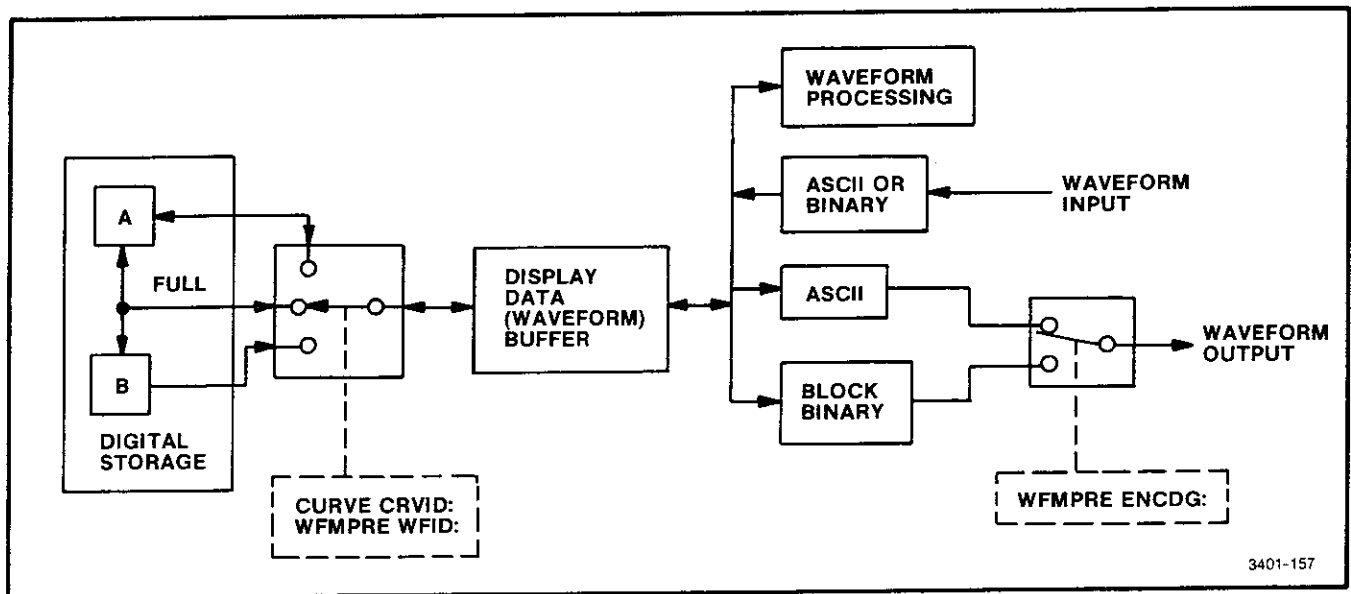 WAVEFORM
PROCESSING
A
FULL
B
DIGITAL
STORAGE
DISPLAY
DATA
(WAVEFORM)
BUFFER
ASCII OR
BINARY
WAVEFORM
INPUT
ASCII
BLOCK
BINARY
WAVEFORM
OUTPUT
CURVE CRVID:
WFMPRE WFID:
WFMPRE ENCDG:
3401-157